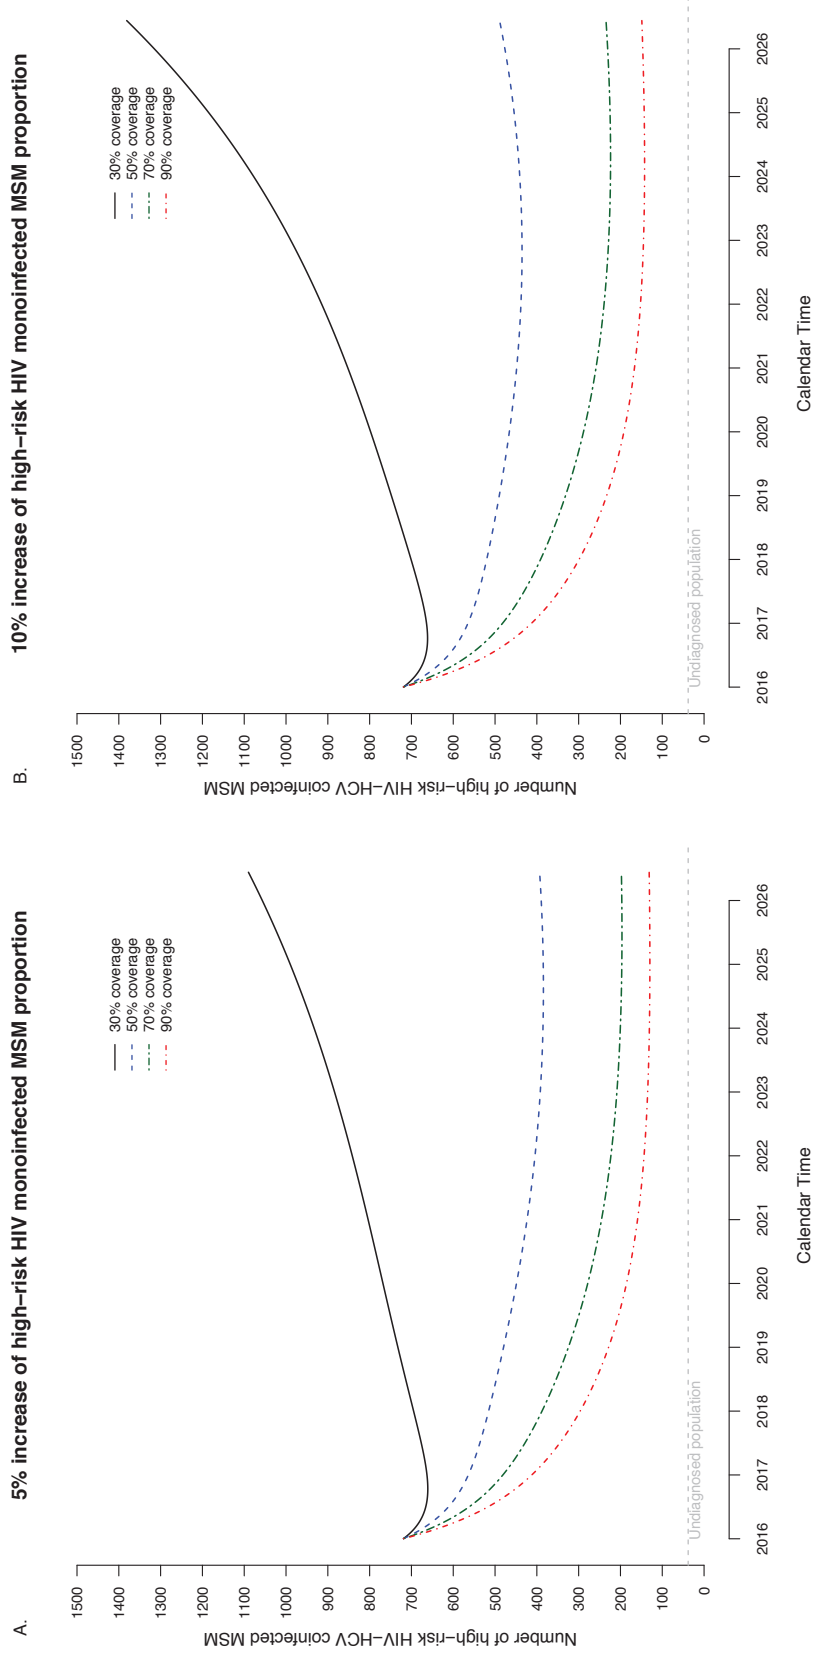 A.
5% increase of high−risk HIV monoinfected MSM proportion
Number of high−risk HIV−HCV coinfected MSM
1500
1400
1300
1200
1100
1000
900
800
700
600
500
400
300
200
100
0
30% coverage
50% coverage
70% coverage
90% coverage
Undiagnosed population
2016 2017 2018 2019 2020 2021 2022 2023 2024 2025 2026
Calendar Time
B.
10% increase of high−risk HIV monoinfected MSM proportion
Number of high−risk HIV−HCV coinfected MSM
1500
1400
1300
1200
1100
1000
900
800
700
600
500
400
300
200
100
0
30% coverage
50% coverage
70% coverage
90% coverage
Undiagnosed population
2016 2017 2018 2019 2020 2021 2022 2023 2024 2025 2026
Calendar Time